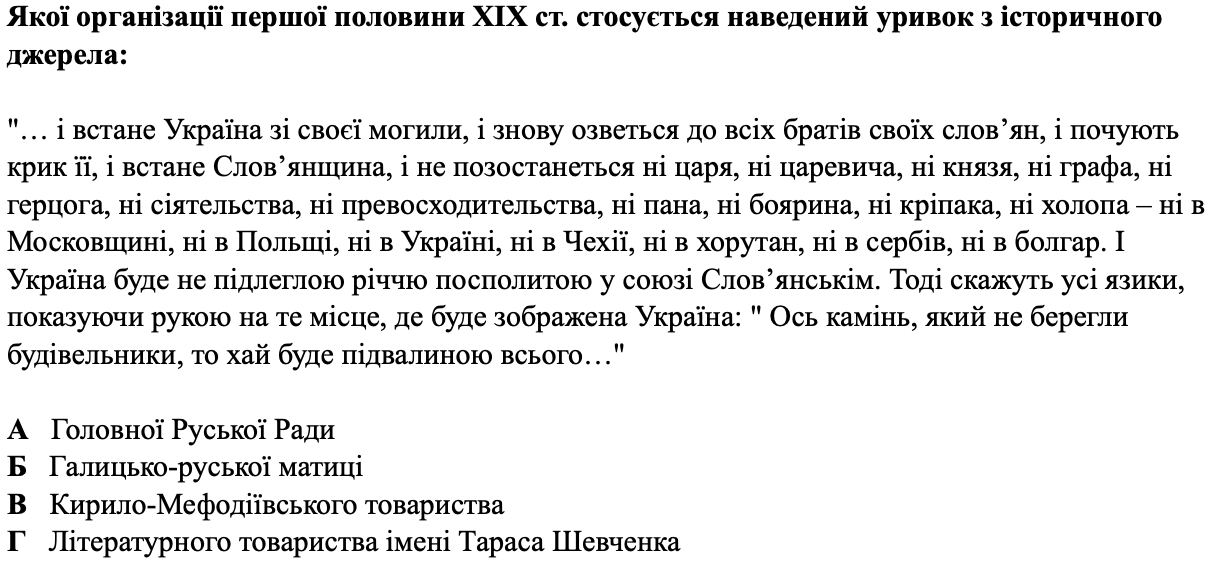 Якої організації першої половини XIX ст. стосується наведений уривок з історичного
джерела:
"… і встане Україна зі своєї могили, і знову озветься до всіх братів своїх слов’ян, і почують
крик її, і встане Слов’янщина, і не позостанеться ні царя, ні царевича, ні князя, ні графа, ні
герцога, ні сіятельства, ні превосходительства, ні пана, ні боярина, ні кріпака, ні холопа – ні в
Московщині, ні в Польщі, ні в Україні, ні в Чехії, ні в хорутан, ні в сербів, ні в болгар. І
Україна буде не підлеглою річчю посполитою у союзі Слов’янськім. Тоді скажуть усі язики,
показуючи рукою на те місце, де буде зображена Україна: " Ось камінь, який не берегли
будівельники, то хай буде підвалиною всього…"
А Головної Руської Ради
Б Галицько-руської матиці
В Кирило-Мефодіївського товариства
Г Літературного товариства імені Тараса Шевченка